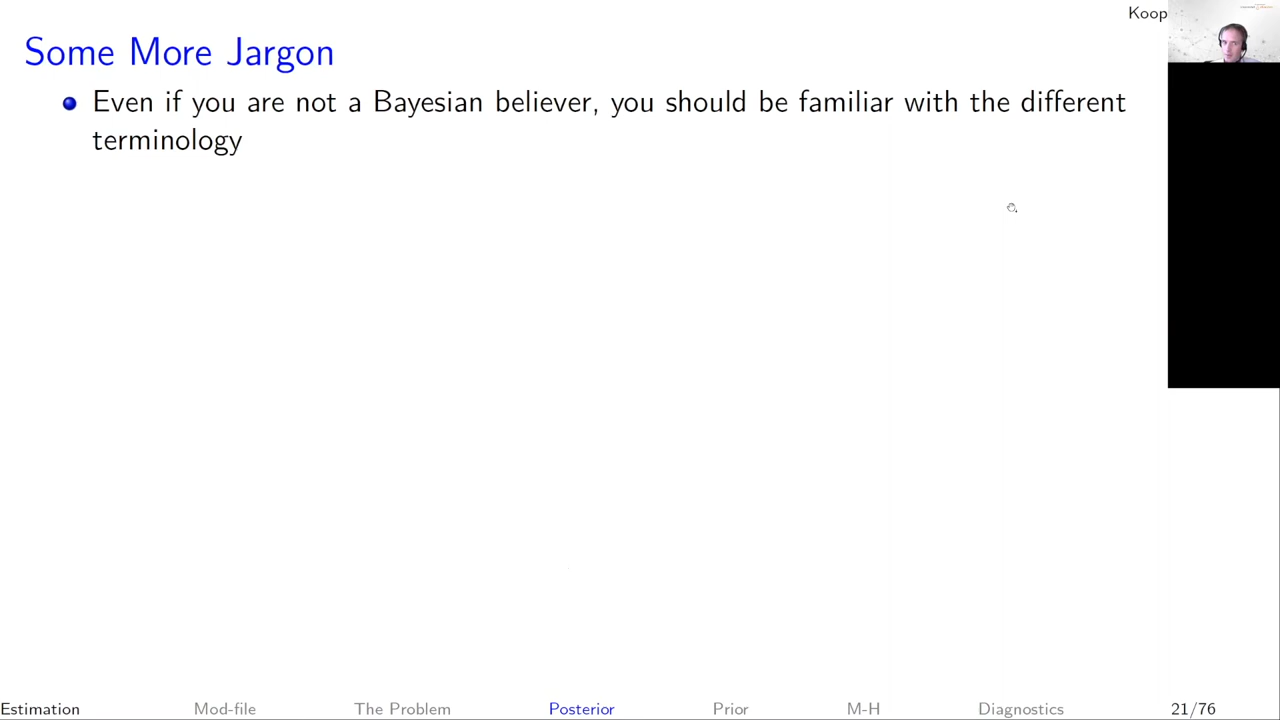 Koop
Some More Jargon
Even if you are not a Bayesian believer, you should be familiar with the different
terminology
Estimation Mod-file The Problem Posterior Prior M-H Diagnostics 21/76